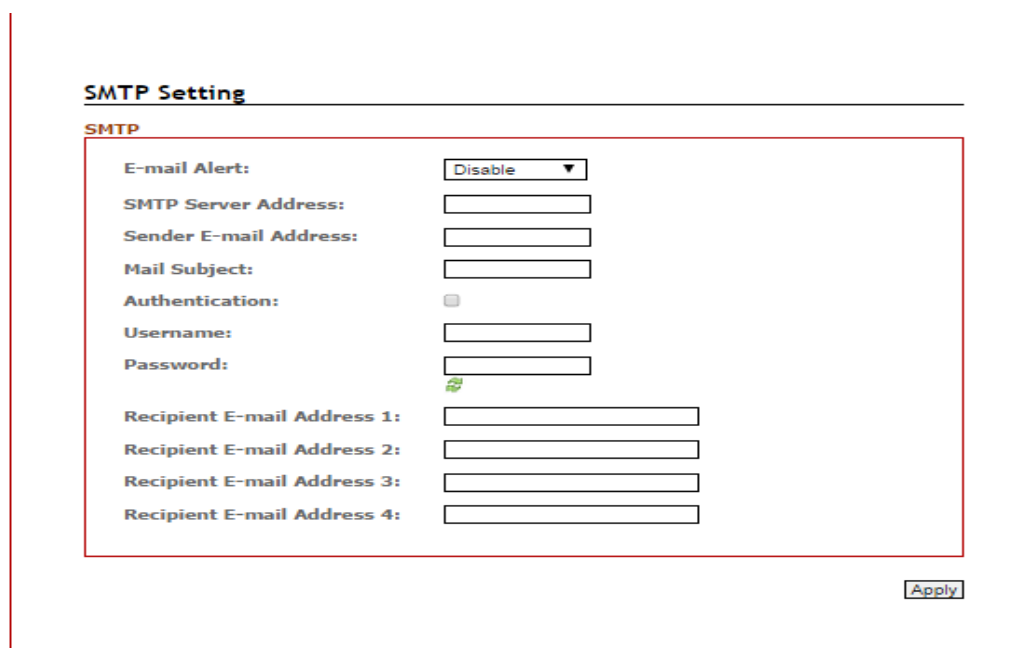 SMTP Setting
SMTP
E-mail Alert: Disable
SMTP Server Address:
Sender E-mail Address:
Mail Subject:
Authentication:
Username:
Password:
Recipient E-mail Address 1:
Recipient E-mail Address 2:
Recipient E-mail Address 3:
Recipient E-mail Address 4:
Apply